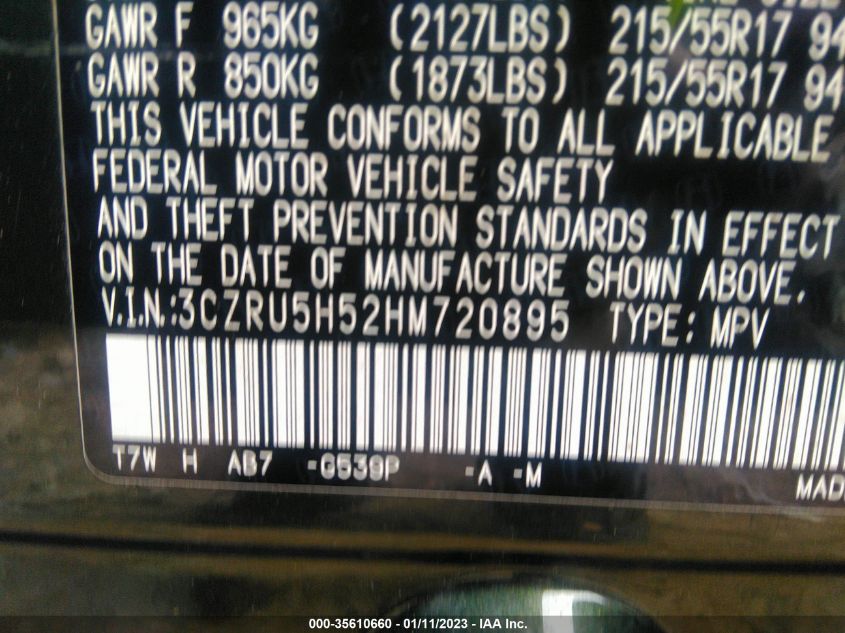 GAWR F 965KG (2127LBS) 215/55R17 94
GAWR R 850KG (1873LBS) 215/55R17 94
THIS VEHICLE CONFORMS TO ALL APPLICABLE
FEDERAL MOTOR VEHICLE SAFETY
AND THEFT PREVENTION STANDARDS IN EFFECT
ON THE DATE OF MANUFACTURE SHOWN ABOVE.
V.I.N.:3CZRU5H52HM720895 TYPE: MPV
T7W H AB7 -G539P -A -M
MAD
000-35610660 - 01/11/2023 - IAA Inc.